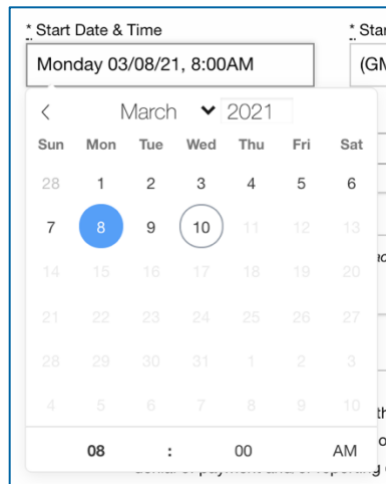 * Start Date & Time
* Star
Monday 03/08/21, 8:00AM
(GM
March 2021
Sun Mon Tue Wed Thu Fri Sat
28 1 2 3 4 5 6
7 8 9 10 11 12 13
14 15 16 17 18 19 20
21 22 23 24 25 26 27
28 29 30 31 1 2 3
4 5 6 7 8 9 10
th
08 : 00 AM